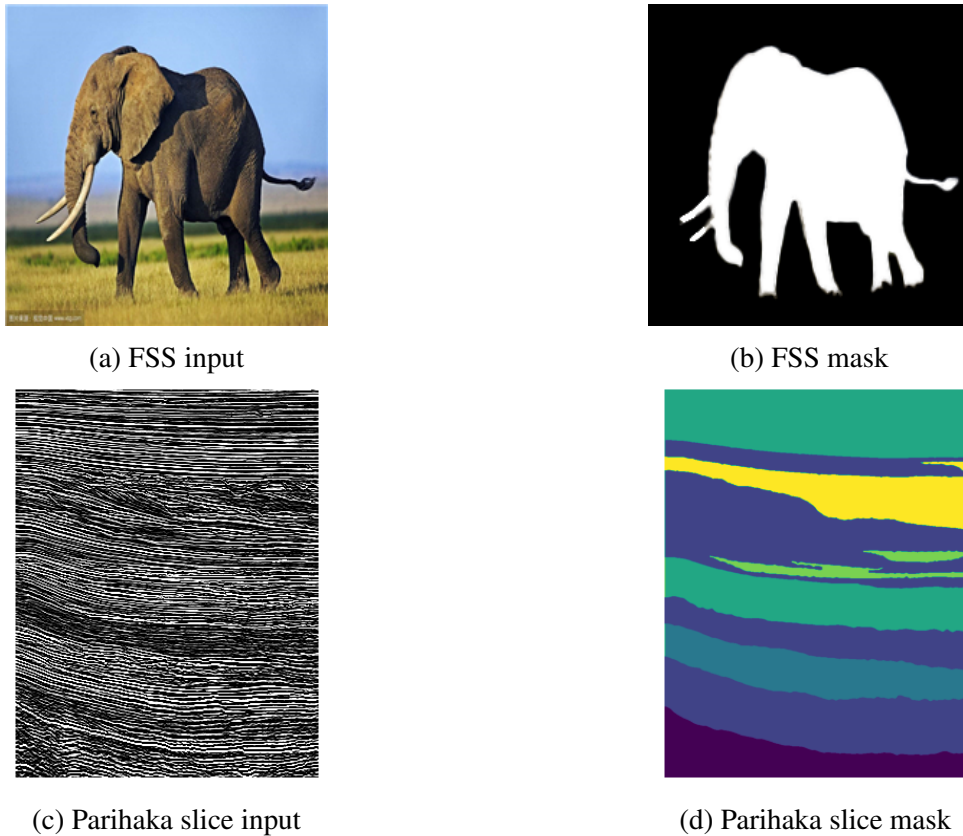 (a) FSS input
(b) FSS mask
(c) Parihaka slice input
(d) Parihaka slice mask